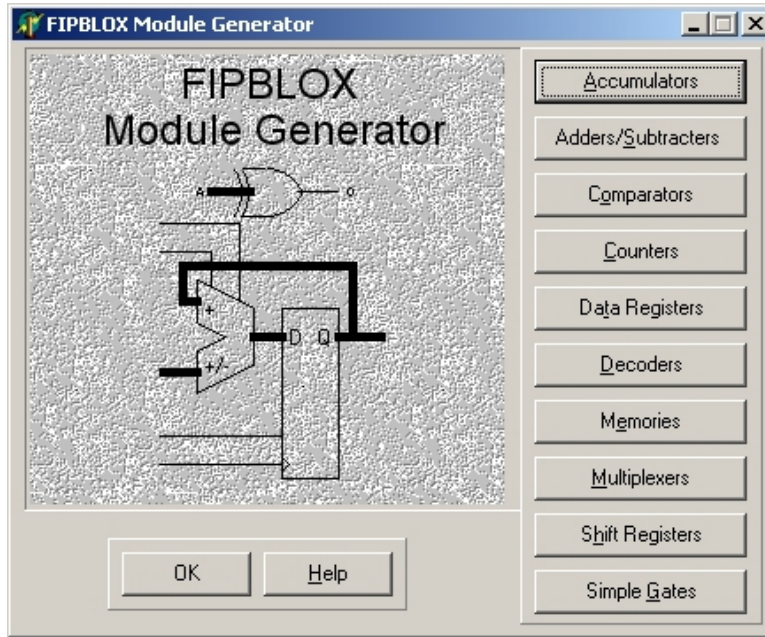 FIPBLOX Module Generator
FIPBLOX
Module Generator
A
O
+
+/-
D Q
Accumulators
Adders/Subtracters
Comparators
Counters
Data Registers
Decoders
Memories
Multiplexers
Shift Registers
Simple Gates
OK
Help